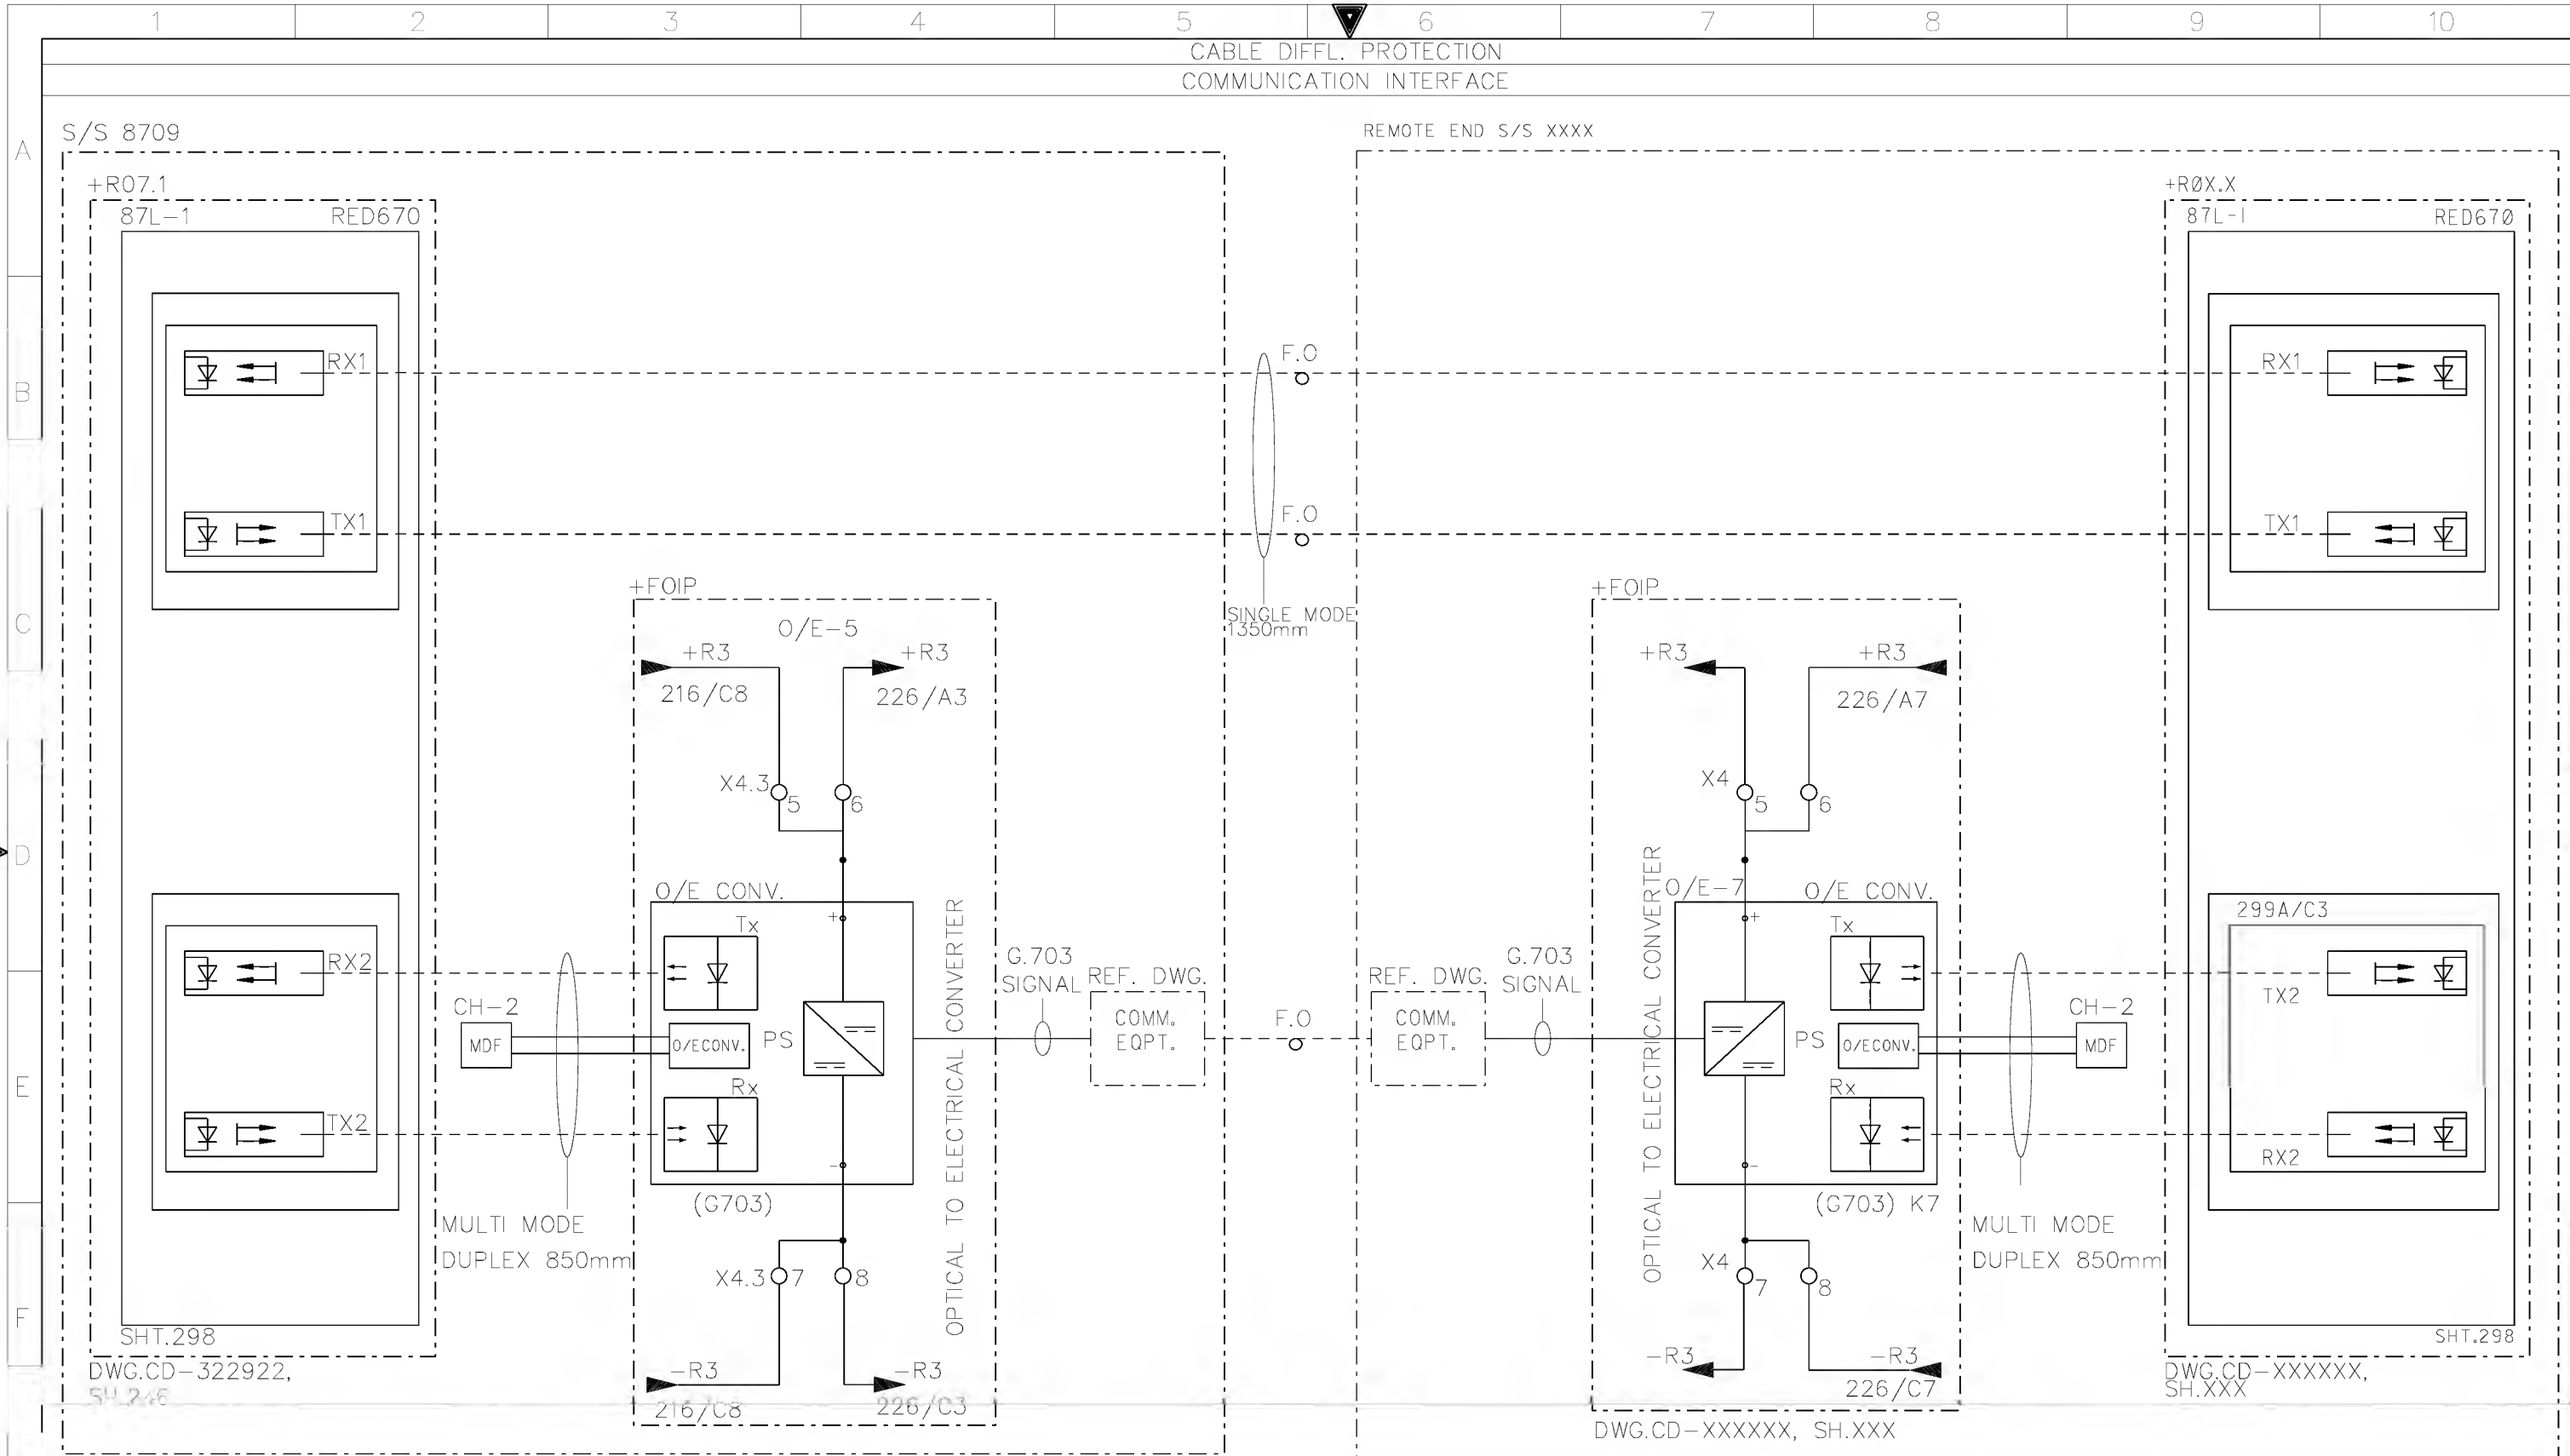 1 2 3 4 5 6 7 8 9 10
CABLE DIFFL. PROTECTION
COMMUNICATION INTERFACE
A
B
C
D
E
F
S/S 8709
+R07.1
87L-1 RED670
RX1
TX1
RX2
TX2
SHT.298
DWG.CD-322922,
CH-2
MDF
MULTI MODE
DUPLEX 850mm
+FOIP
O/E-5
+R3
216/C8
+R3
226/A3
X4.3
5
6
O/E CONV.
Tx
+
O/ECONV.
PS
Rx
-
(G703)
OPTICAL TO ELECTRICAL CONVERTER
X4.3
7
8
-R3
216/C8
-R3
226/C3
G.703
SIGNAL
REF. DWG.
COMM.
EQPT.
F.O
F.O
SINGLE MODE
1350mm
F.O
REMOTE END S/S XXXX
REF. DWG.
COMM.
EQPT.
G.703
SIGNAL
+FOIP
+R3
+R3
226/A7
X4
5
6
OPTICAL TO ELECTRICAL CONVERTER
O/E-7
O/E CONV.
+
Tx
PS
O/ECONV.
Rx
-
(G703) K7
X4
7
8
-R3
-R3
226/C7
DWG.CD-XXXXXX, SH.XXX
CH-2
MDF
MULTI MODE
DUPLEX 850mm
+RØX.X
87L-I RED67Ø
RX1
TX1
299A/C3
TX2
RX2
SHT.298
DWG.CD-XXXXXX,
SH.XXX